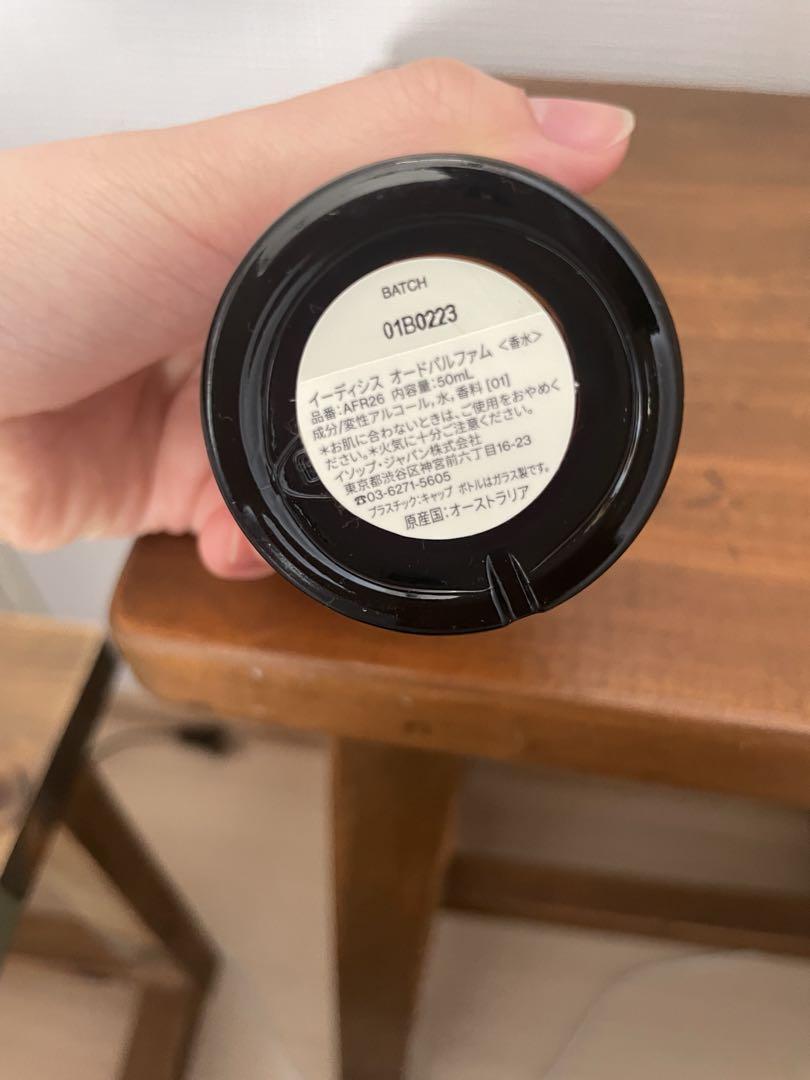 BATCH
01B0223
イーディシス オードパルファム <香水>
品番:AFR26 内容量:50mL
成分/変性アルコール,水,香料 [01]
*お肌に合わないときは、ご使用をおやめく
ださい。*火気に十分ご注意ください。
イソップ・ジャパン株式会社
東京都渋谷区神宮前六丁目16-23
☎03-6271-5605
プラスチック:キャップ ボトルはガラス製です。
原産国:オーストラリア